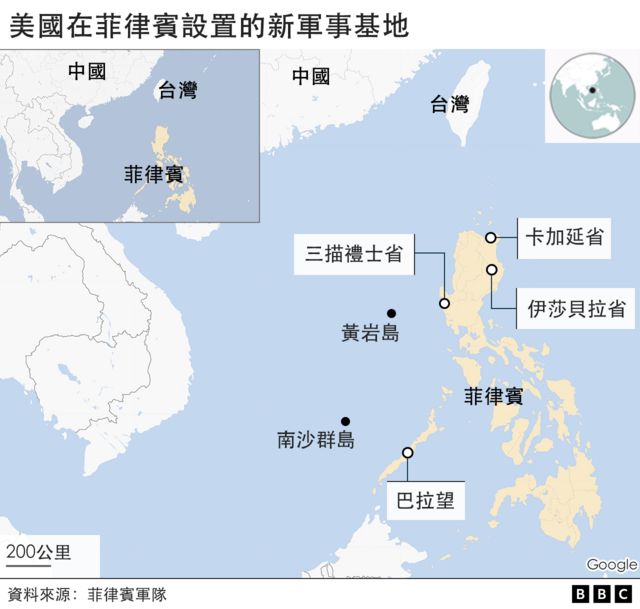 美國在菲律賓設置的新軍事基地
中國
台灣
菲律賓
中國
台灣
卡加延省
三描禮士省
伊莎貝拉省
黃岩島
菲律賓
南沙群島
巴拉望
200公里
Google
資料來源：菲律賓軍隊
BBC